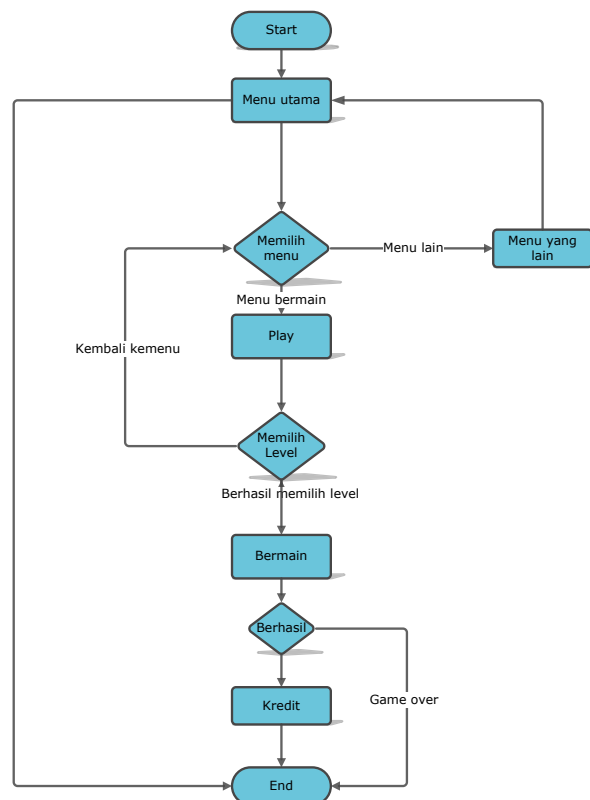 Start
Menu utama
Memilih
menu
Menu lain
Menu yang
lain
Menu bermain
Play
Kembali kemenu
Memilih
Level
Berhasil memilih level
Bermain
Berhasil
Kredit
Game over
End